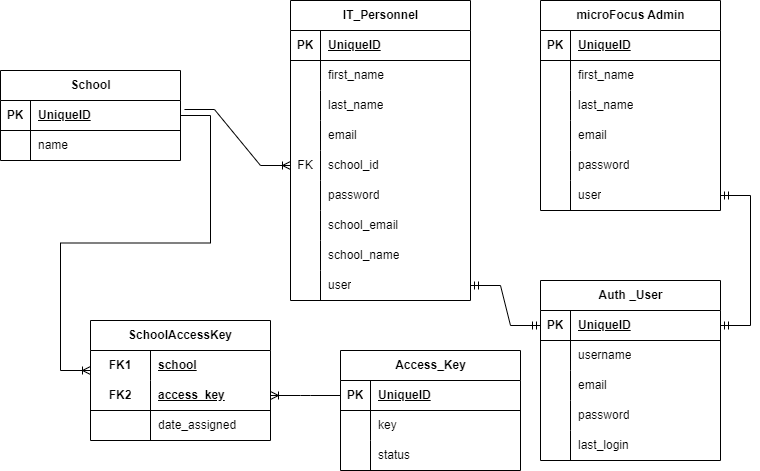 IT_Personnel
PK UniqueID
first_name
last_name
email
FK school_id
password
school_email
school_name
user
microFocus Admin
PK UniqueID
first_name
last_name
email
password
user
School
PK UniqueID
name
Auth _User
PK UniqueID
username
email
password
last_login
SchoolAccessKey
FK1 school
FK2 access_key
date_assigned
Access_Key
PK UniqueID
key
status